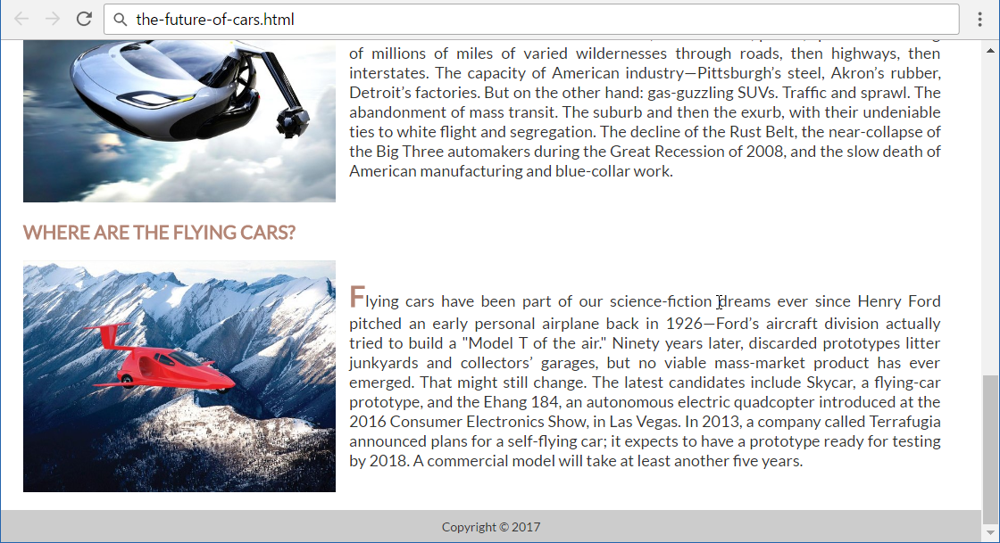 the-future-of-cars.html
of millions of miles of varied wildernesses through roads, then highways, then
interstates. The capacity of American industry—Pittsburgh’s steel, Akron’s rubber,
Detroit’s factories. But on the other hand: gas-guzzling SUVs. Traffic and sprawl. The
abandonment of mass transit. The suburb and then the exurb, with their undeniable
ties to white flight and segregation. The decline of the Rust Belt, the near-collapse of
the Big Three automakers during the Great Recession of 2008, and the slow death of
American manufacturing and blue-collar work.
WHERE ARE THE FLYING CARS?
Flying cars have been part of our science-fiction dreams ever since Henry Ford
pitched an early personal airplane back in 1926—Ford’s aircraft division actually
tried to build a "Model T of the air." Ninety years later, discarded prototypes litter
junkyards and collectors’ garages, but no viable mass-market product has ever
emerged. That might still change. The latest candidates include Skycar, a flying-car
prototype, and the Ehang 184, an autonomous electric quadcopter introduced at the
2016 Consumer Electronics Show, in Las Vegas. In 2013, a company called Terrafugia
announced plans for a self-flying car; it expects to have a prototype ready for testing
by 2018. A commercial model will take at least another five years.
Copyright © 2017